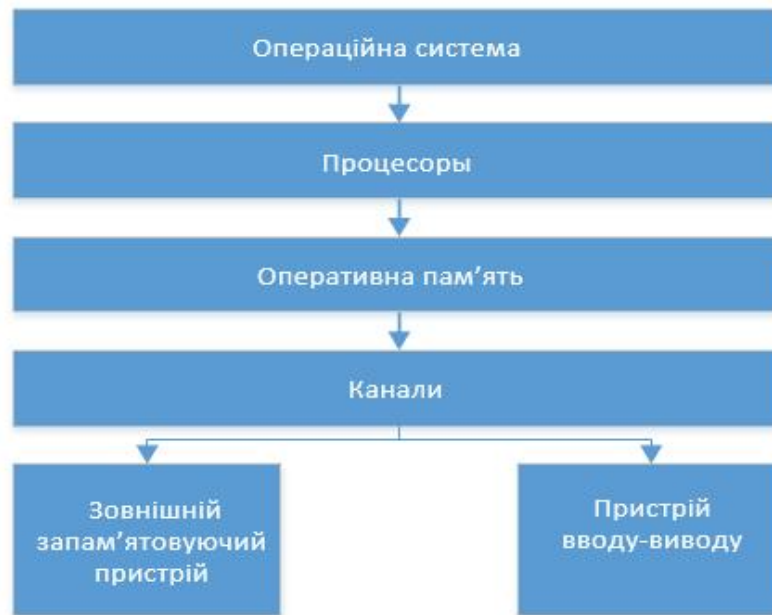 Операційна система
Процесоры
Оперативна пам’ять
Канали
Зовнішній
запам’ятовуючий
пристрій
Пристрій
вводу-виводу